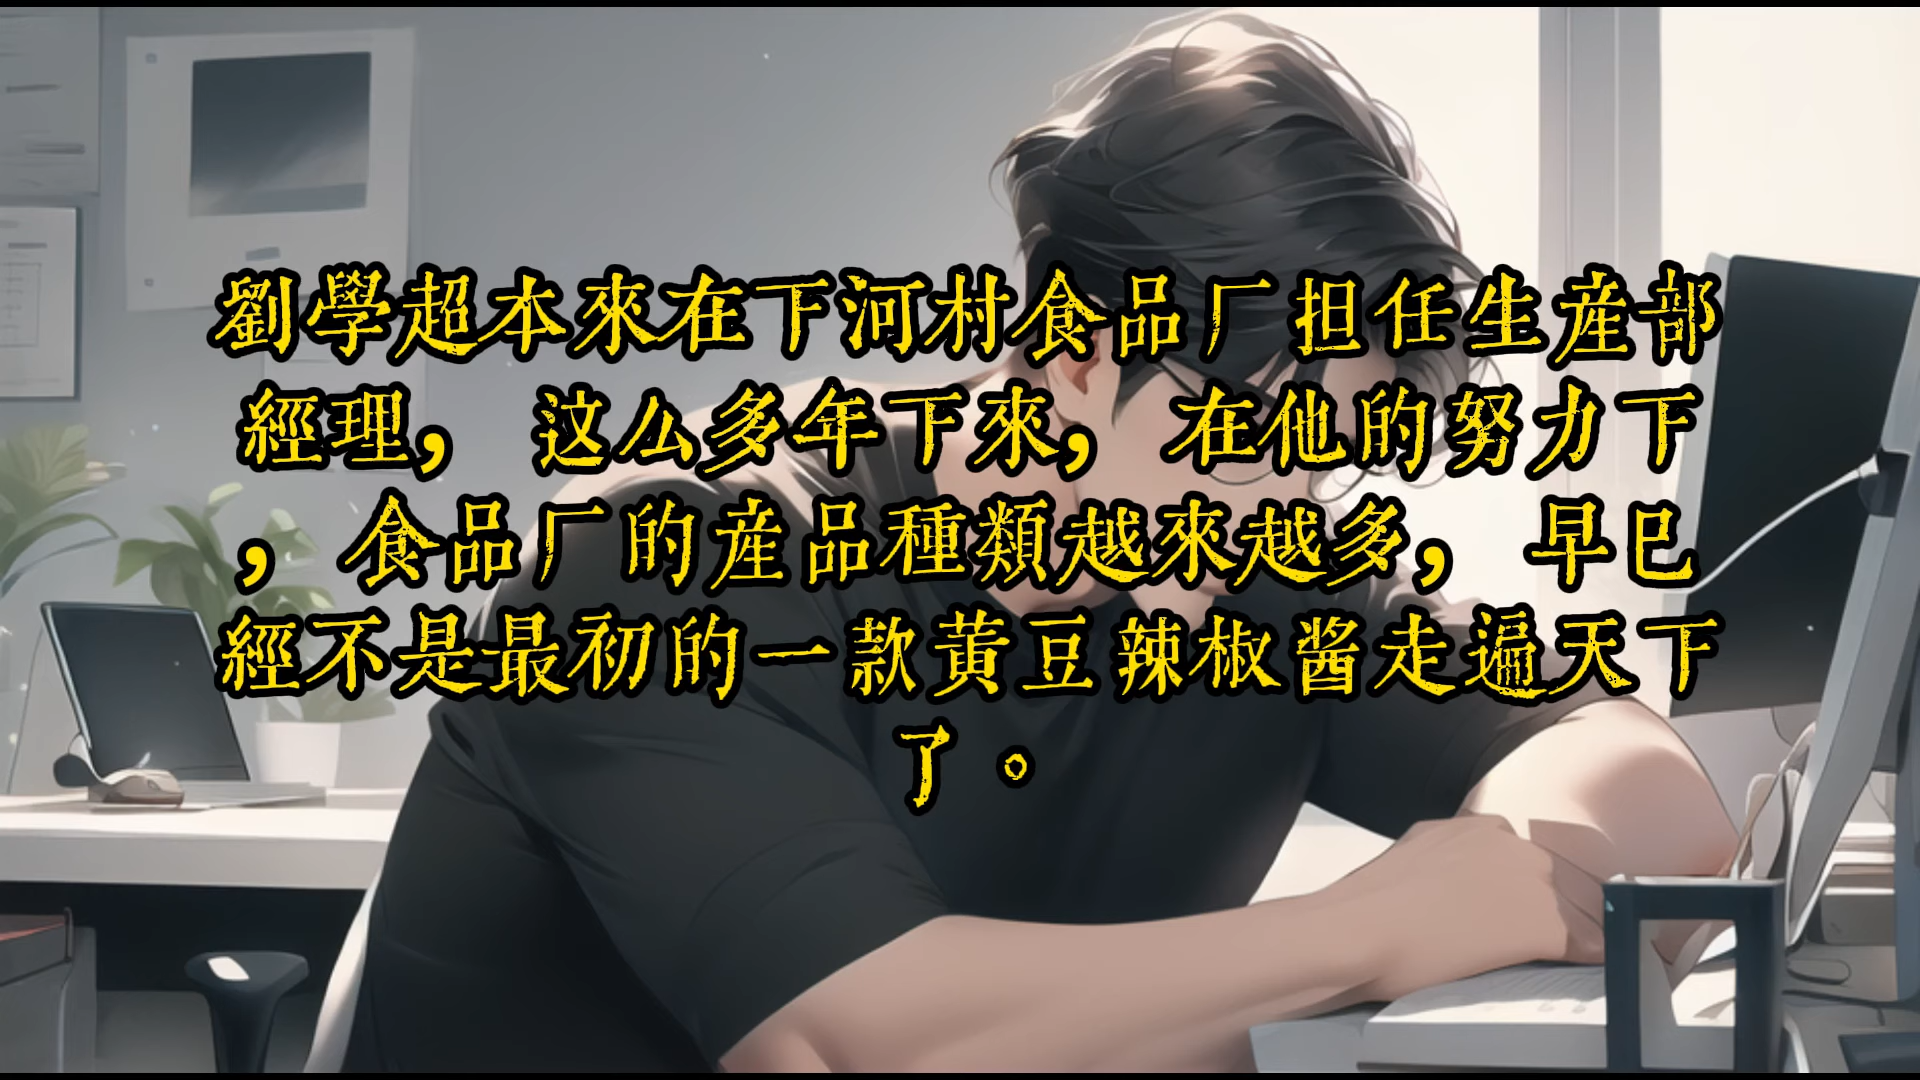 劉學超本來在下河村食品厂担任生産部
經理，这么多年下來，在他的努力下
，食品厂的産品種類越來越多，早已
經不是最初的一款黄豆辣椒酱走遍天下
了。